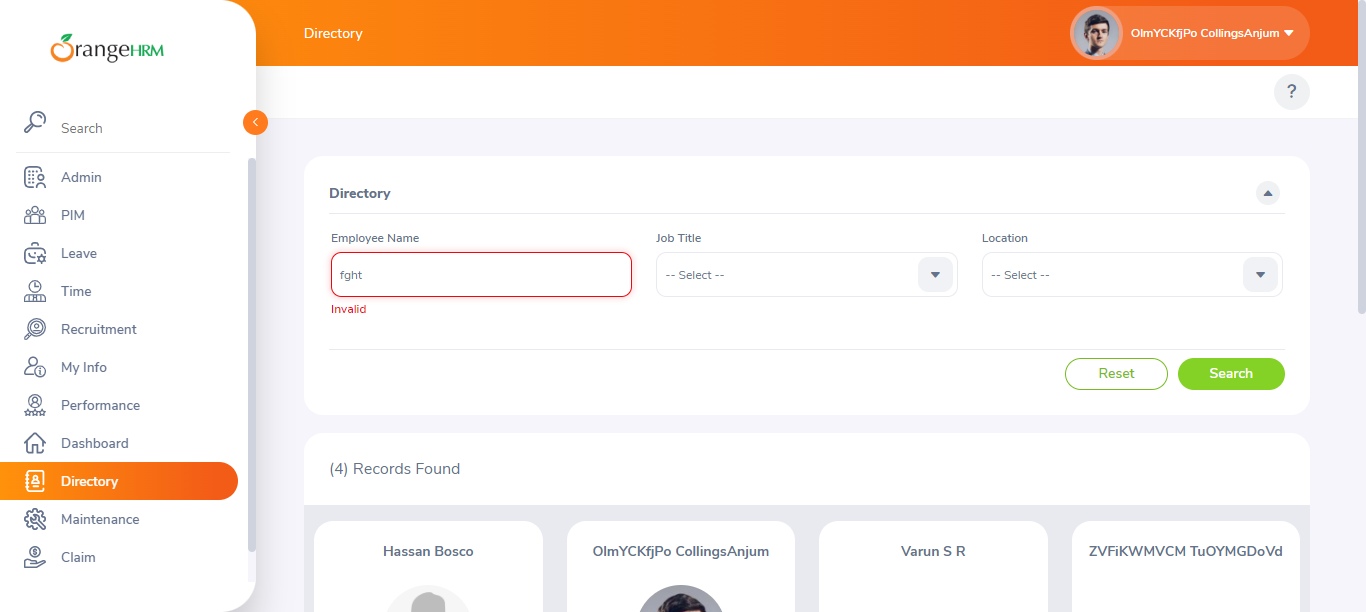 OrangeHRM
Directory
OlmYCKfjPo CollingsAnjum
?
Search
Admin
PIM
Leave
Time
Recruitment
My Info
Performance
Dashboard
Directory
Maintenance
Claim
Directory
Employee Name
Job Title
Location
fght
-- Select --
-- Select --
Invalid
Reset
Search
(4) Records Found
Hassan Bosco
OlmYCKfjPo CollingsAnjum
Varun S R
ZVFiKWMVCM TuOYMGDoVd